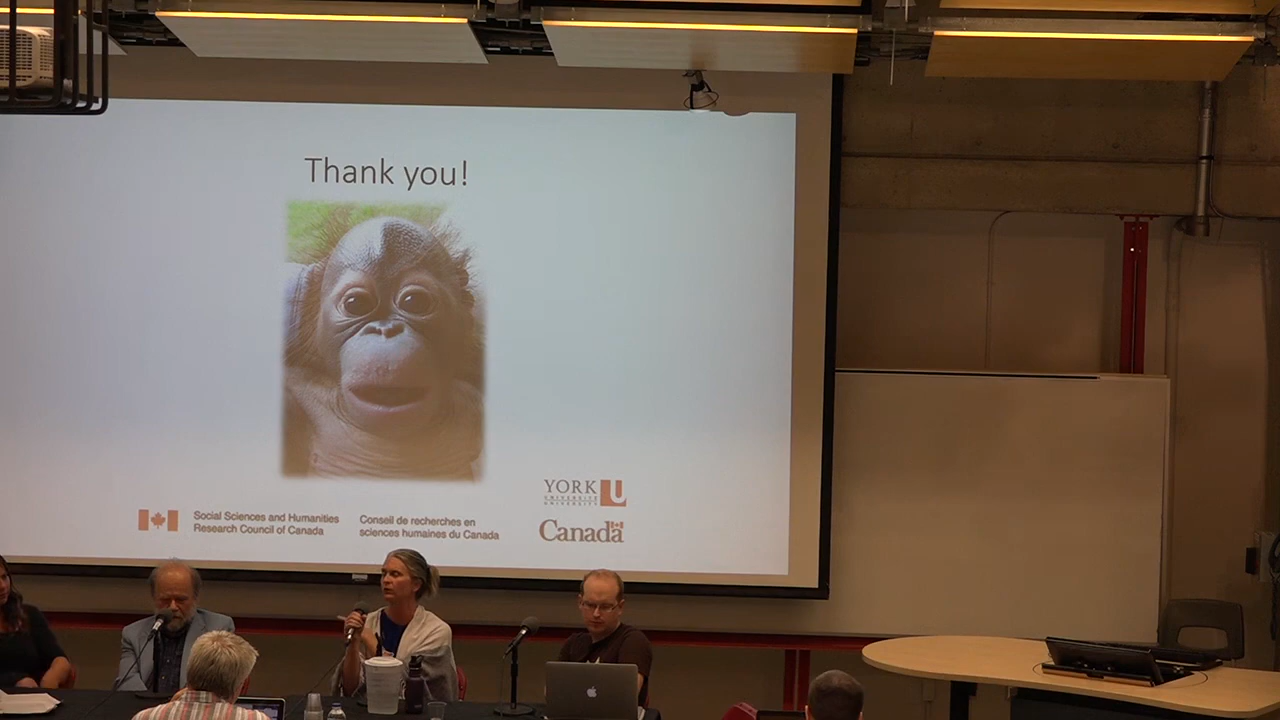 Thank you!
YORK U
UNIVERSITÉ
UNIVERSITY
Social Sciences and Humanities
Research Council of Canada
Conseil de recherches en
sciences humaines du Canada
Canada